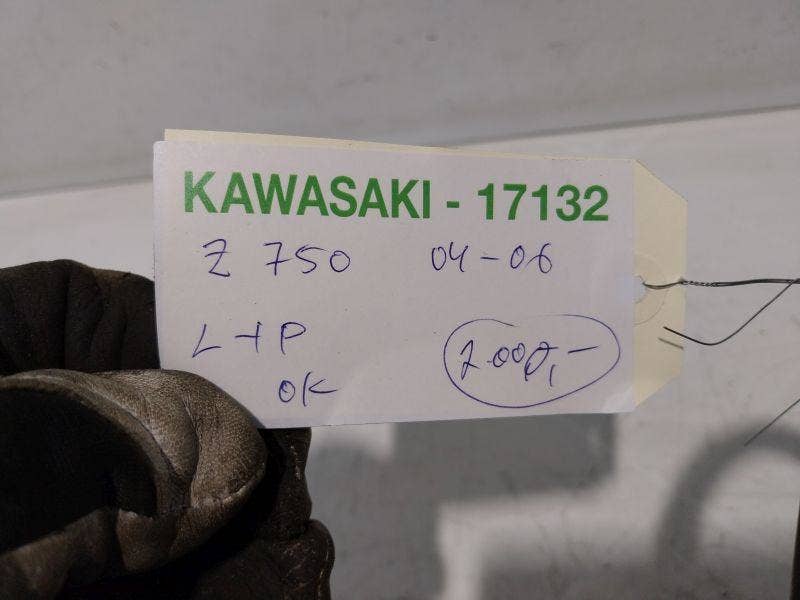 KAWASAKI - 17132
Z 750 04-06
L+P 2.000,-
OK